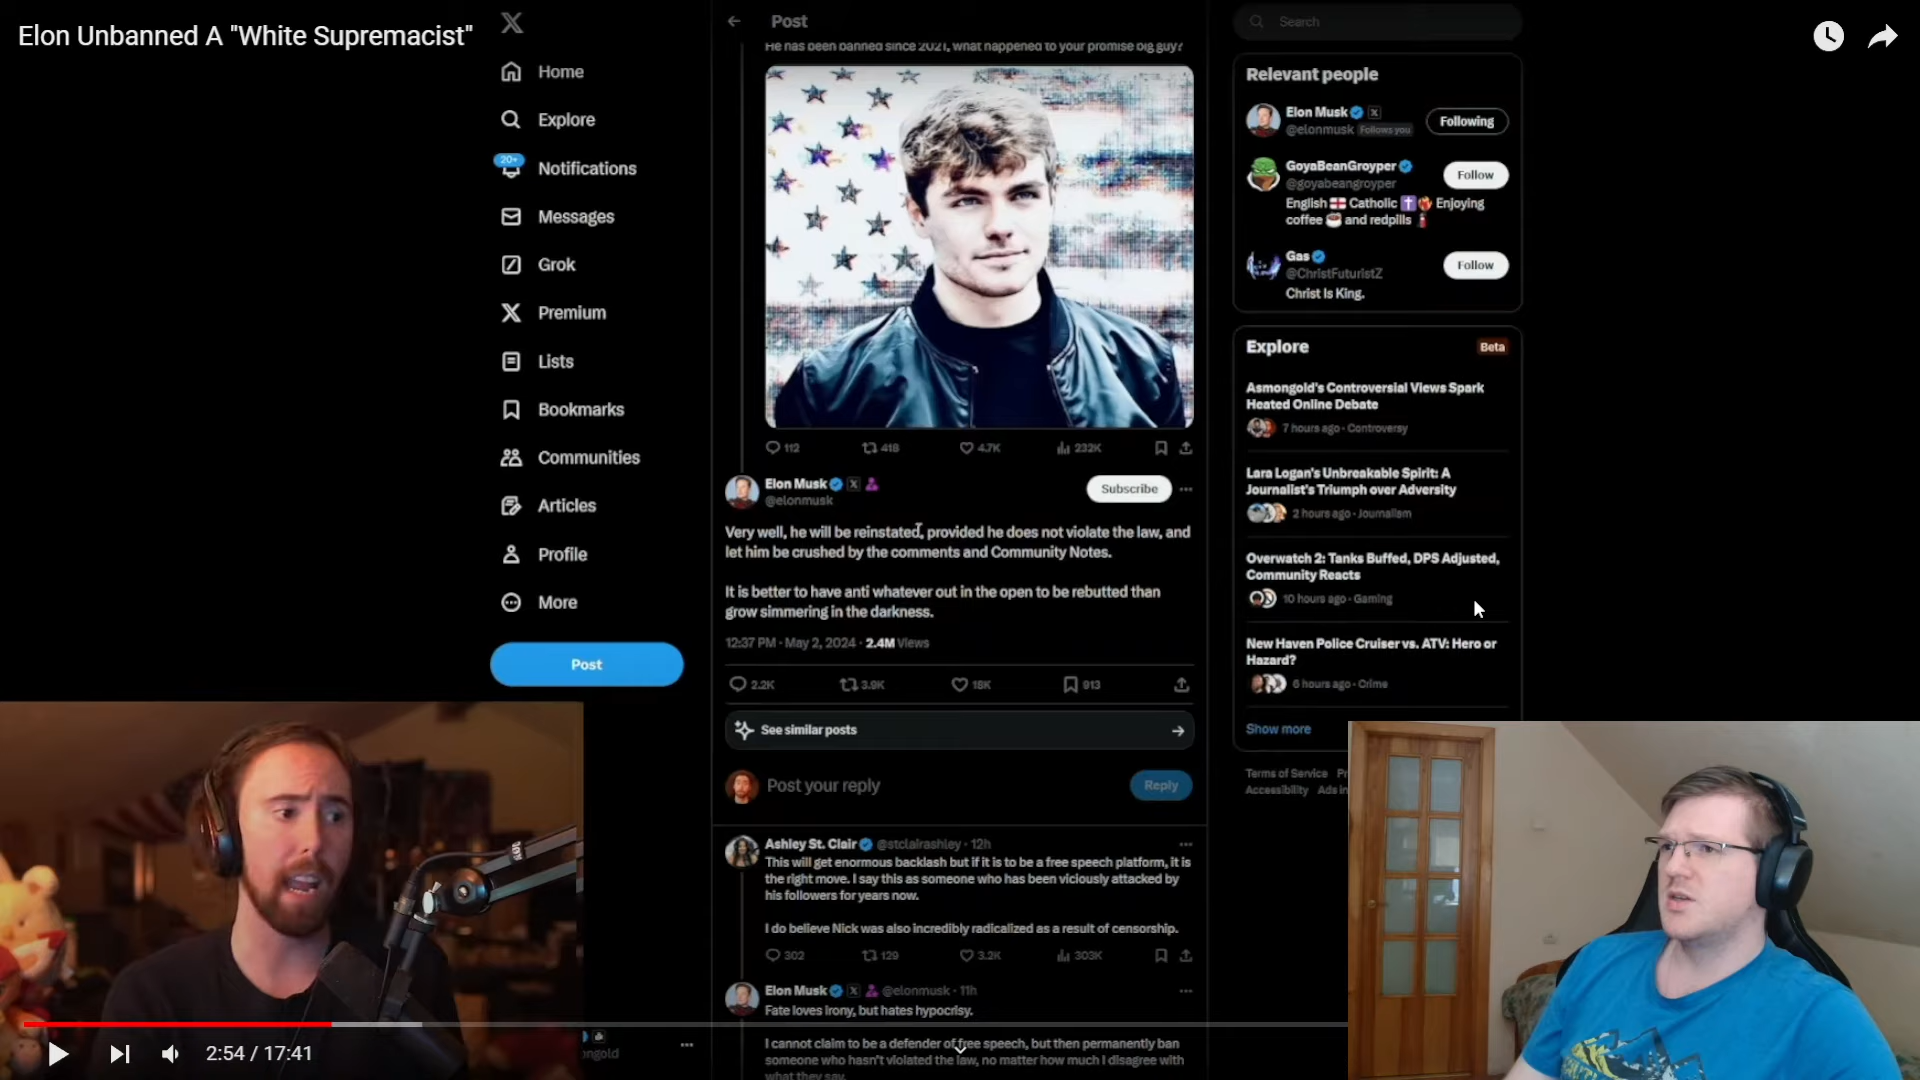 Elon Unbanned A "White Supremacist"
Home
Explore
20+
Notifications
Messages
Grok
Premium
Lists
Bookmarks
Communities
Articles
Profile
More
Post
Post
He has been banned since 2021, what happened to your promise big guy?
112 418 4.7K 232K
Elon Musk
@elonmusk
Subscribe
Very well, he will be reinstated, provided he does not violate the law, and
let him be crushed by the comments and Community Notes.
It is better to have anti whatever out in the open to be rebutted than
grow simmering in the darkness.
12:37 PM · May 2, 2024 · 2.4M Views
2.2K 3.9K 18K 913
See similar posts
Post your reply
Reply
Ashley St. Clair @stclairashley · 12h
This will get enormous backlash but if it is to be a free speech platform, it is
the right move. I say this as someone who has been viciously attacked by
his followers for years now.
I do believe Nick was also incredibly radicalized as a result of censorship.
302 129 3.2K 303K
Elon Musk @elonmusk · 11h
Fate loves irony, but hates hypocrisy.
I cannot claim to be a defender of free speech, but then permanently ban
someone who hasn't violated the law, no matter how much I disagree with
what they say.
Search
Relevant people
Elon Musk
@elonmusk Follows you
Following
GoyaBeanGroyper
@goyabeangroyper
Follow
English Catholic Enjoying
coffee and redpills
Gas
@ChristFuturistZ
Follow
Christ Is King.
Explore
Beta
Asmongold's Controversial Views Spark
Heated Online Debate
7 hours ago · Controversy
Lara Logan's Unbreakable Spirit: A
Journalist's Triumph over Adversity
2 hours ago · Journalism
Overwatch 2: Tanks Buffed, DPS Adjusted,
Community Reacts
10 hours ago · Gaming
New Haven Police Cruiser vs. ATV: Hero or
Hazard?
6 hours ago · Crime
Show more
Terms of Service
Accessibility Ads
2:54 / 17:41